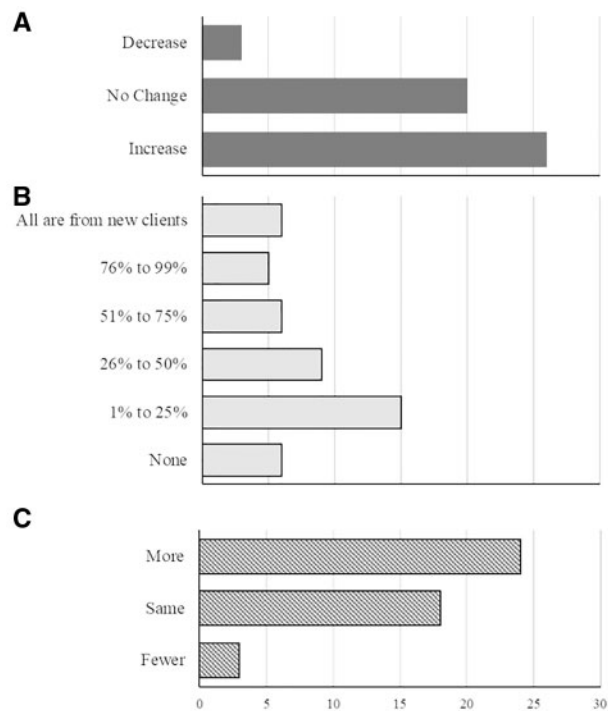 A
Decrease
No Change
Increase
B
All are from new clients
76% to 99%
51% to 75%
26% to 50%
1% to 25%
None
C
More
Same
Fewer
0 5 10 15 20 25 30